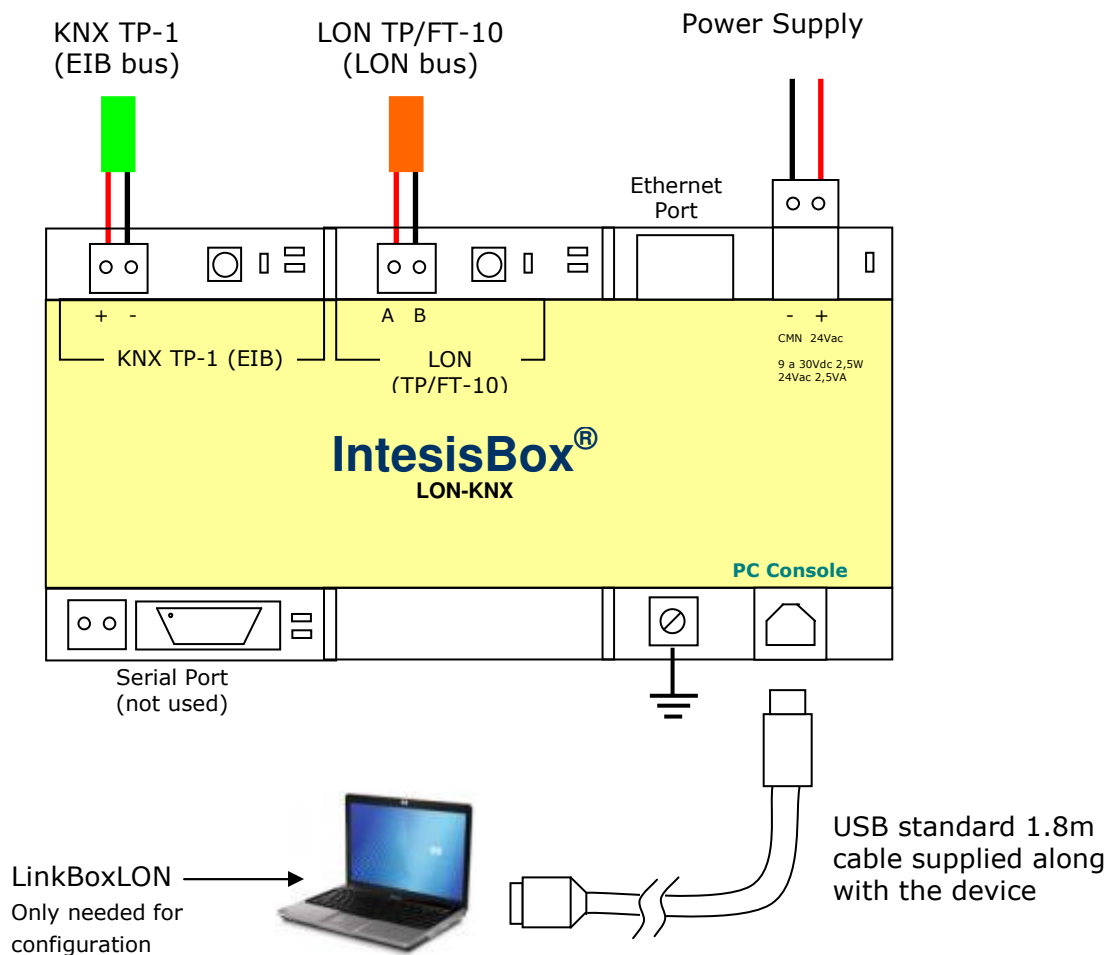 KNX TP-1
(EIB bus)
LON TP/FT-10
(LON bus)
Power Supply
Ethernet
Port
+ -
A B
- +
CMN 24Vac
KNX TP-1 (EIB)
LON
(TP/FT-10)
9 a 30Vdc 2,5W
24Vac 2,5VA
IntesisBox®
LON-KNX
PC Console
Serial Port
(not used)
USB standard 1.8m
cable supplied along
with the device
LinkBoxLON
Only needed for
configuration